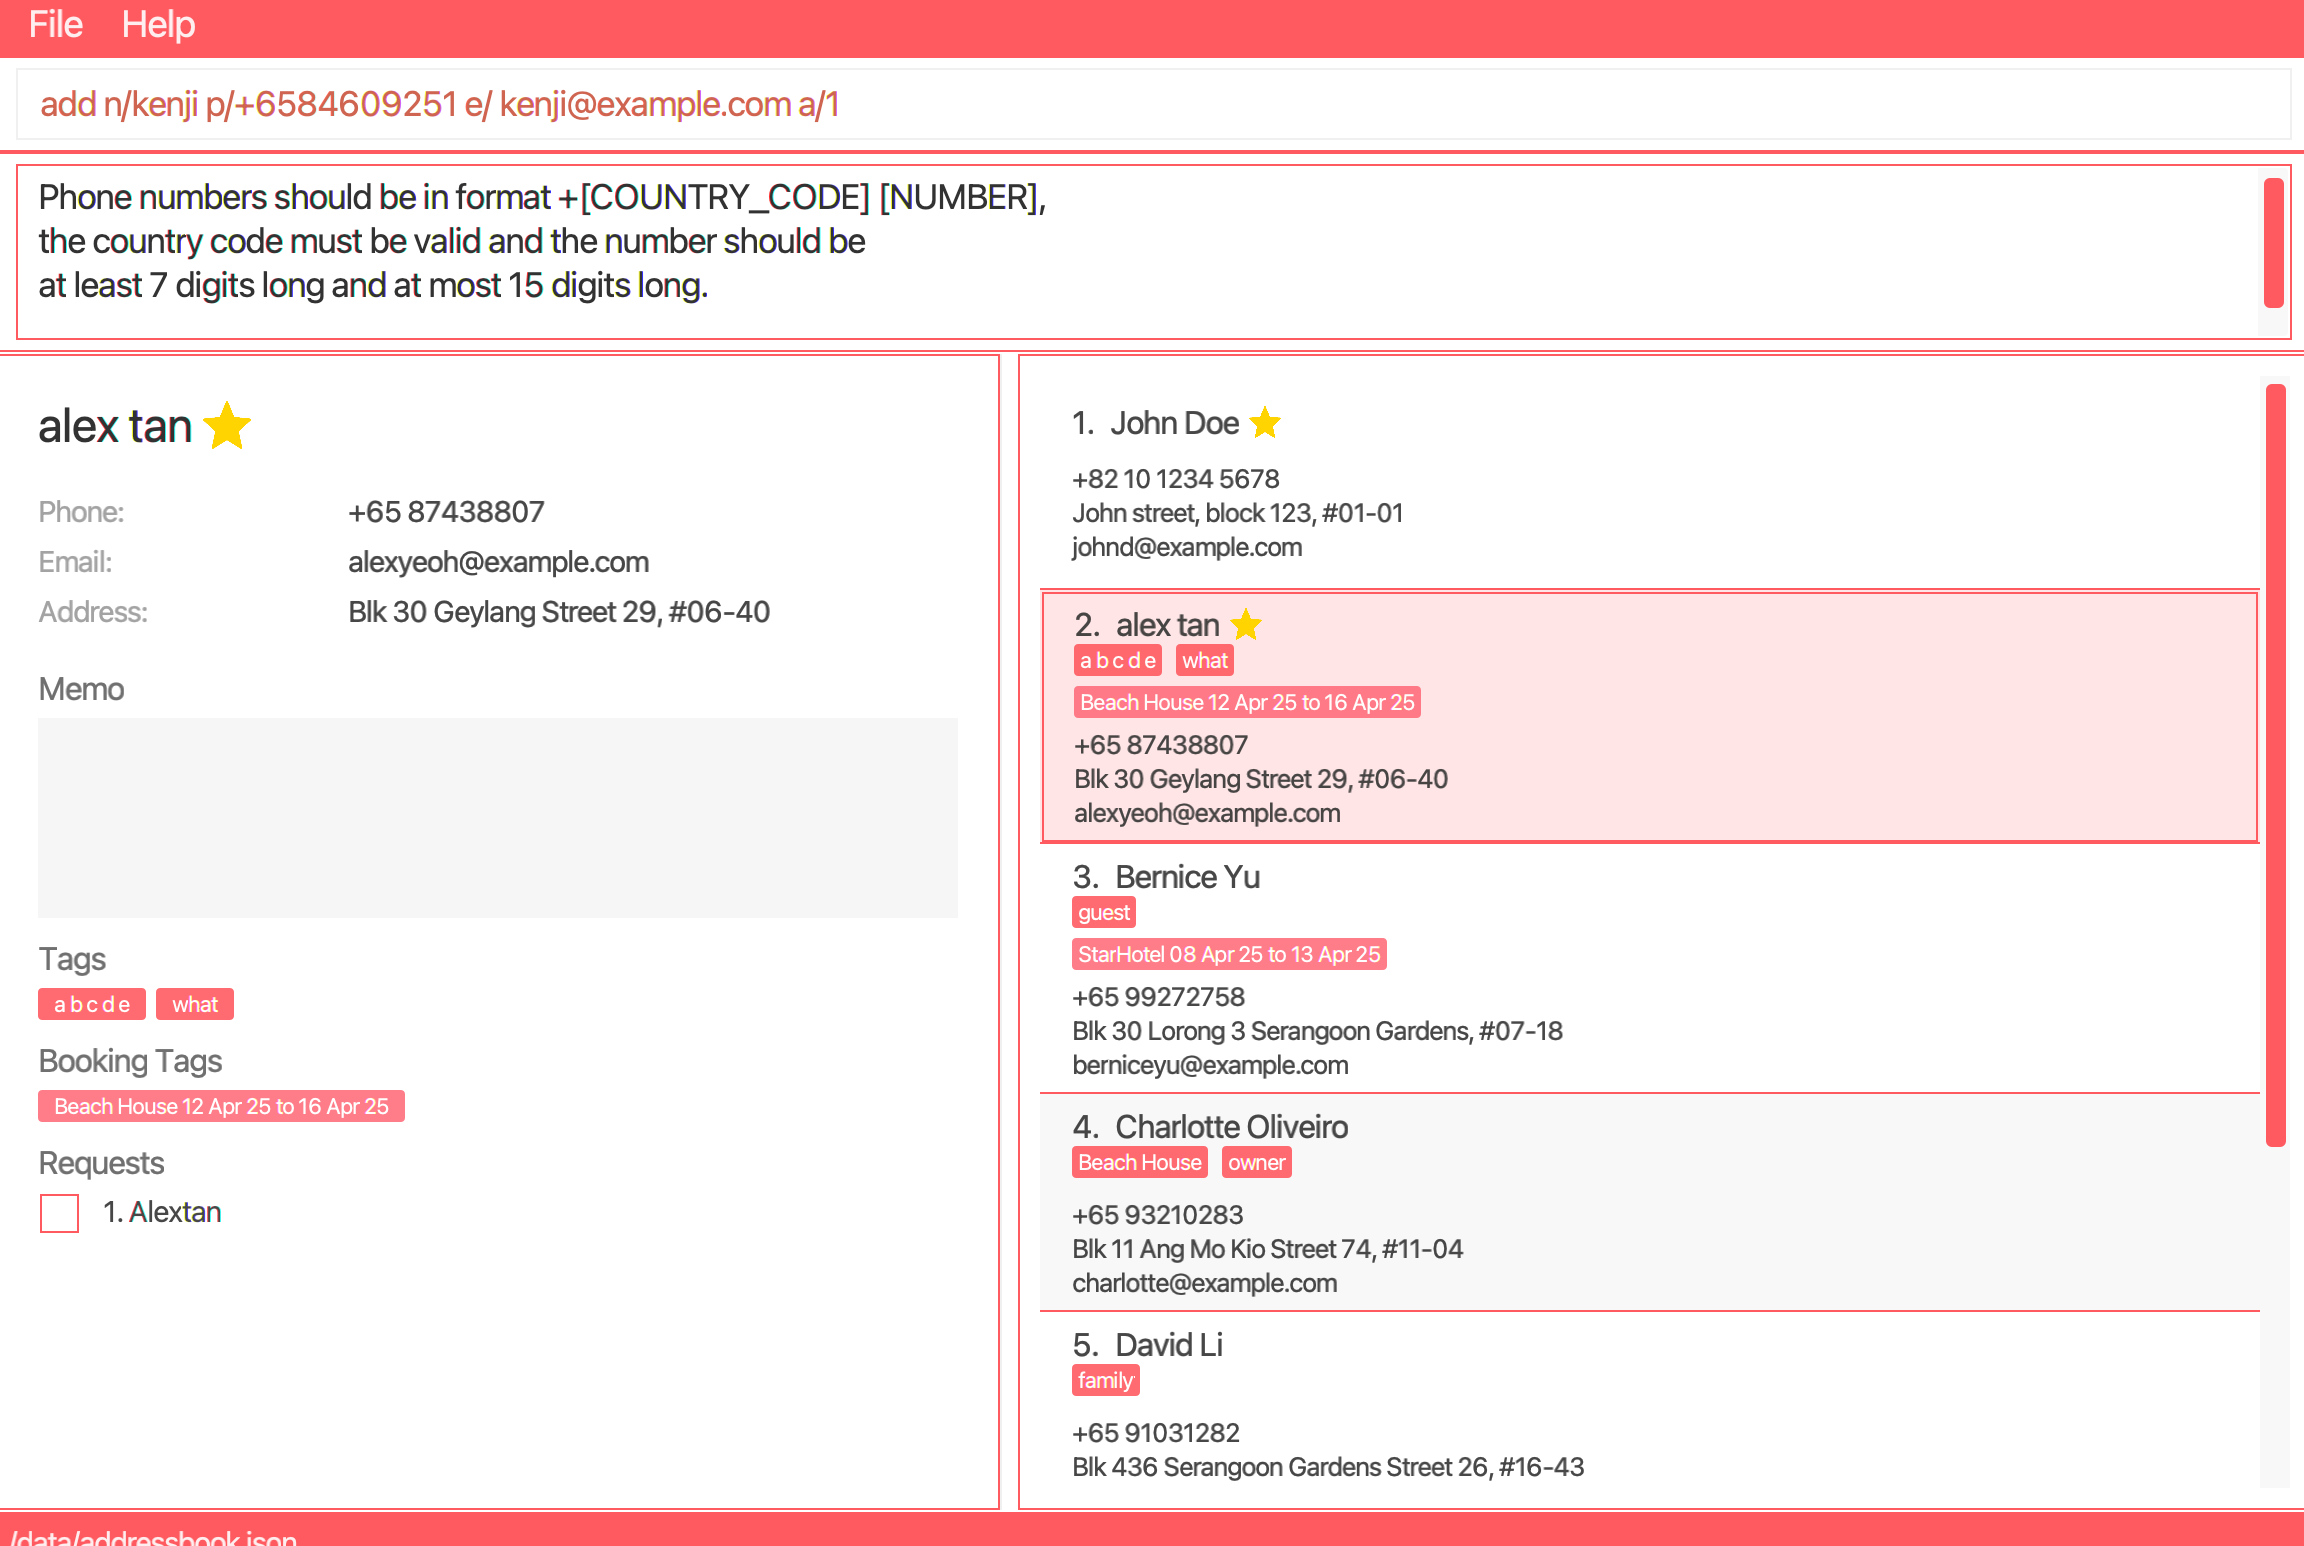 File Help
add n/kenji p/+6584609251 e/ kenji@example.com a/1
Phone numbers should be in format +[COUNTRY_CODE] [NUMBER],
the country code must be valid and the number should be
at least 7 digits long and at most 15 digits long.
alex tan
Phone: +65 87438807
Email: alexyeoh@example.com
Address: Blk 30 Geylang Street 29, #06-40
Memo
Tags
a b c d e what
Booking Tags
Beach House 12 Apr 25 to 16 Apr 25
Requests
1. Alextan
1. John Doe
+82 10 1234 5678
John street, block 123, #01-01
johnd@example.com
2. alex tan
a b c d e what
Beach House 12 Apr 25 to 16 Apr 25
+65 87438807
Blk 30 Geylang Street 29, #06-40
alexyeoh@example.com
3. Bernice Yu
guest
StarHotel 08 Apr 25 to 13 Apr 25
+65 99272758
Blk 30 Lorong 3 Serangoon Gardens, #07-18
berniceyu@example.com
4. Charlotte Oliveiro
Beach House owner
+65 93210283
Blk 11 Ang Mo Kio Street 74, #11-04
charlotte@example.com
5. David Li
family
+65 91031282
Blk 436 Serangoon Gardens Street 26, #16-43
/data/addressbook.json